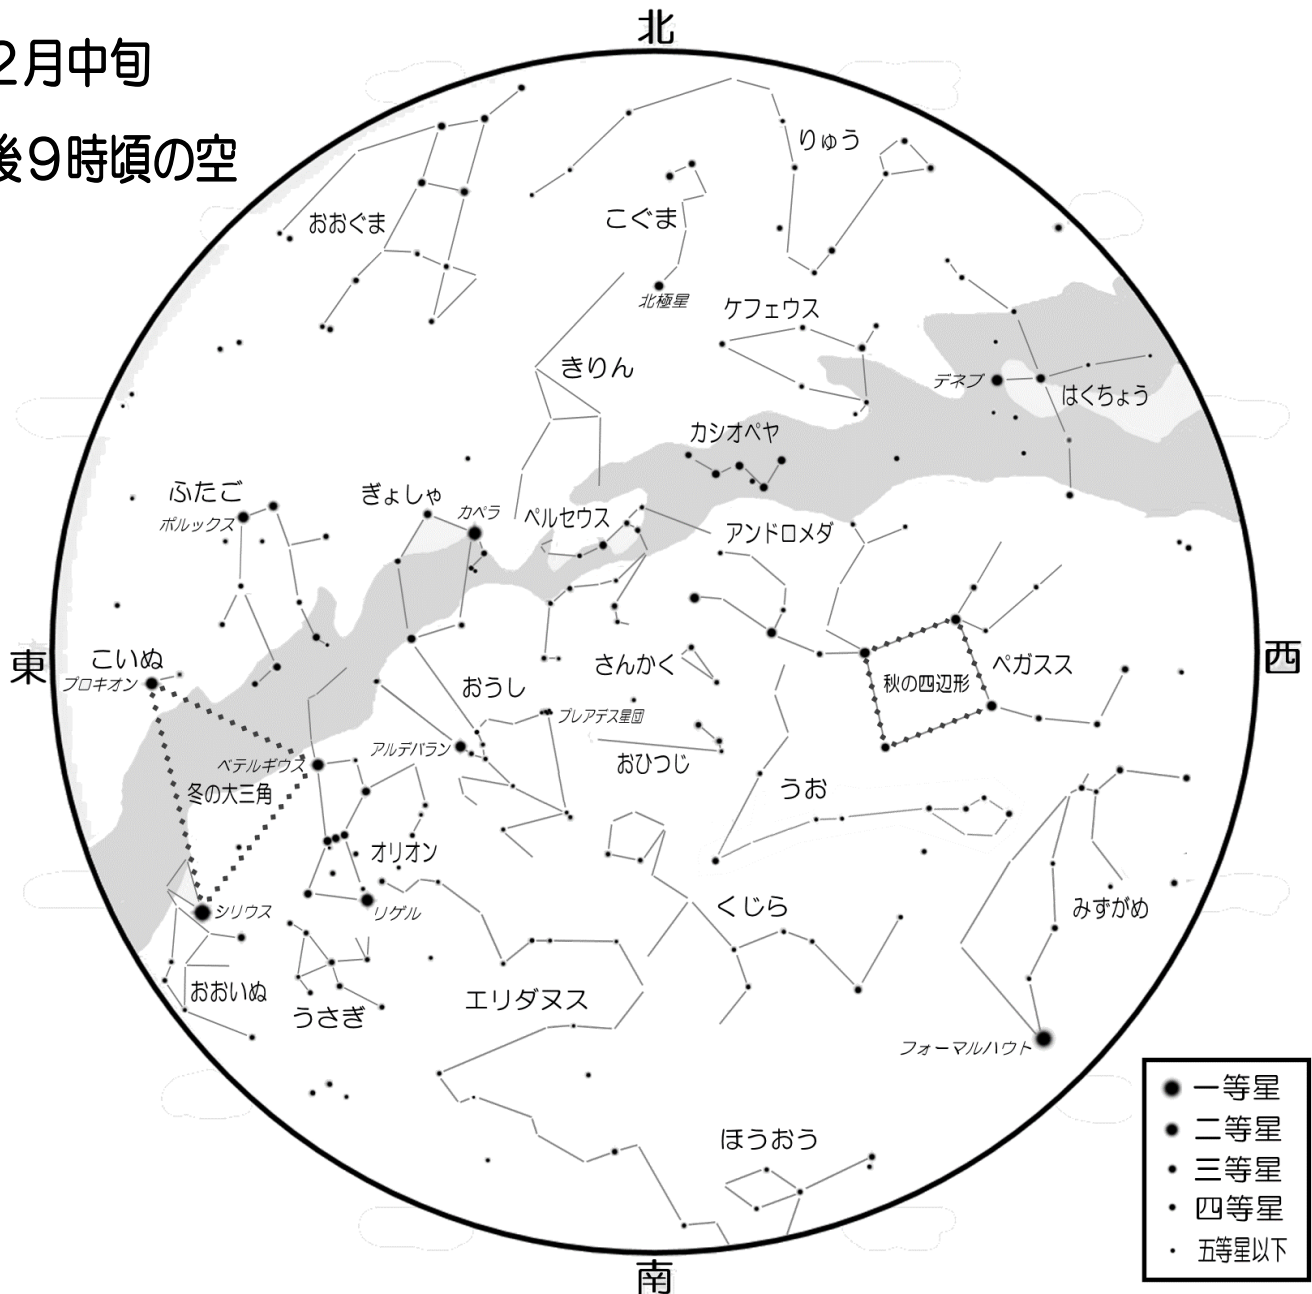 北
2月中旬
後9時頃の空
りゅう
おおぐま
こぐま
北極星
ケフェウス
きりん
デネブ
はくちょう
カシオペヤ
ふたご
ポルックス
ぎょしゃ
カペラ
ペルセウス
アンドロメダ
東
西
こいぬ
プロキオン
さんかく
ペガスス
秋の四辺形
おうし
プレアデス星団
アルデバラン
おひつじ
ベテルギウス
冬の大三角
うお
オリオン
シリウス
リゲル
くじら
みずがめ
おおいぬ
うさぎ
エリダヌス
フォーマルハウト
ほうおう
一等星
二等星
三等星
四等星
五等星以下
南